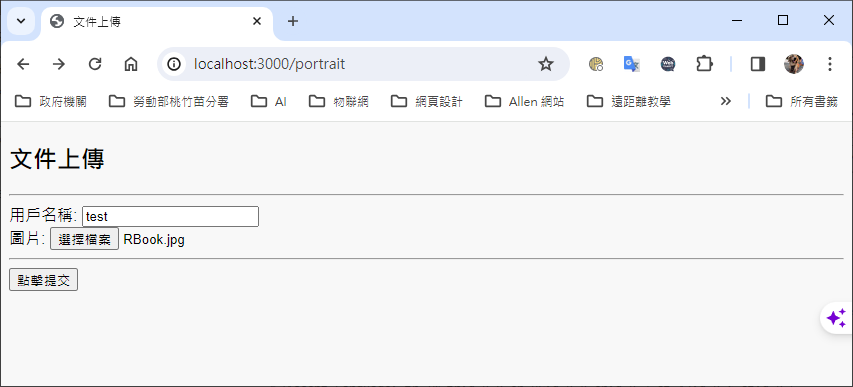 文件上傳
localhost:3000/portrait
政府機關 勞動部桃竹苗分署 AI 物聯網 網頁設計 Allen 網站 遠距離教學 所有書籤
文件上傳
用戶名稱: test
圖片: 選擇檔案 RBook.jpg
點擊提交